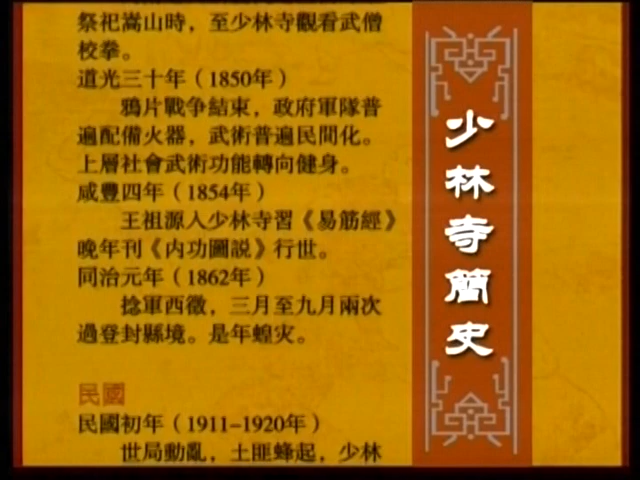 祭祀嵩山時，至少林寺觀看武僧
校拳。
道光三十年（1850年）
鴉片戰争結束，政府軍隊普
遍配備火器，武術普遍民間化。
上層社會武術功能轉向健身。
咸豐四年（1854年）
王祖源入少林寺習《易筋經》
晚年刊《内功圖説》行世。
同治元年（1862年）
捻軍西徵，三月至九月兩次
過登封縣境。是年蝗灾。
民國
民國初年（1911-1920年）
世局動亂，土匪蜂起，少林
少林寺簡史